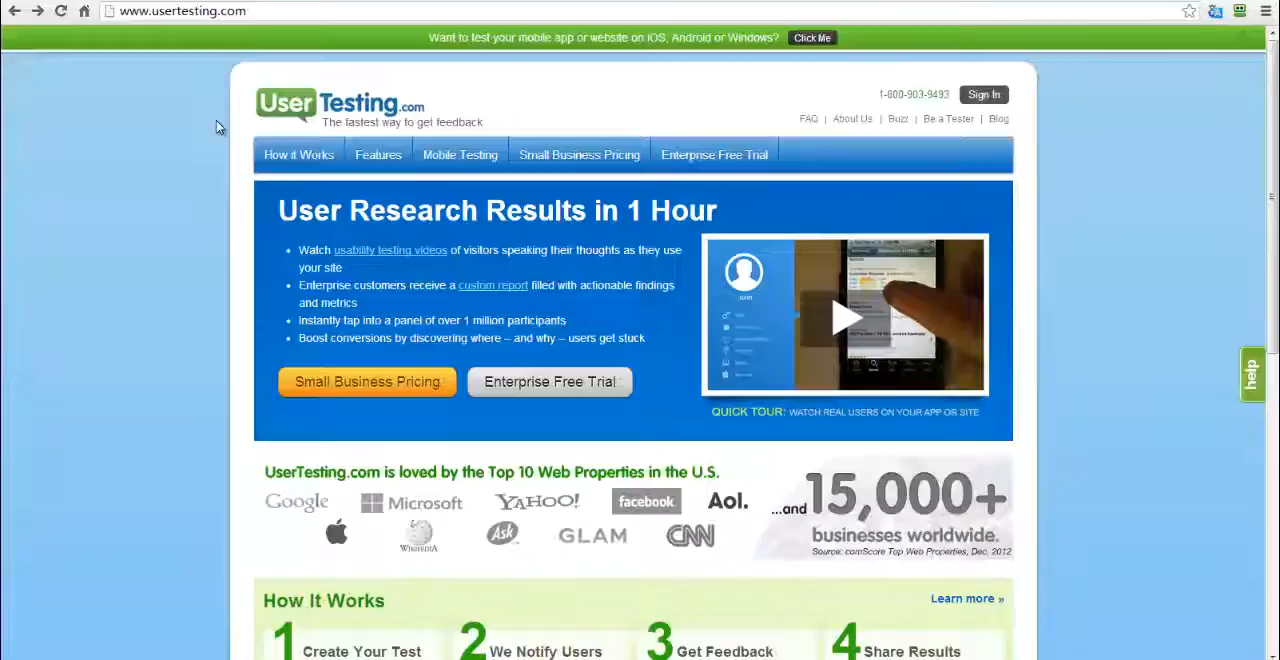 www.usertesting.com
Want to test your mobile app or website on iOS, Android or Windows? Click Me
User Testing.com
The fastest way to get feedback
1-800-903-9493 Sign In
FAQ | About Us | Buzz | Be a Tester | Blog
How it Works Features Mobile Testing Small Business Pricing Enterprise Free Trial
User Research Results in 1 Hour
• Watch usability testing videos of visitors speaking their thoughts as they use
your site
• Enterprise customers receive a custom report filled with actionable findings
and metrics
• Instantly tap into a panel of over 1 million participants
• Boost conversions by discovering where – and why – users get stuck
Small Business Pricing Enterprise Free Trial
QUICK TOUR: WATCH REAL USERS ON YOUR APP OR SITE
help
UserTesting.com is loved by the Top 10 Web Properties in the U.S.
Google Microsoft YAHOO! facebook Aol.
WIKIPEDIA Ask GLAM CNN
...and 15,000+
businesses worldwide.
Source: comScore Top Web Properties, Dec. 2012
How It Works
Learn more »
1 Create Your Test 2 We Notify Users 3 Get Feedback 4 Share Results